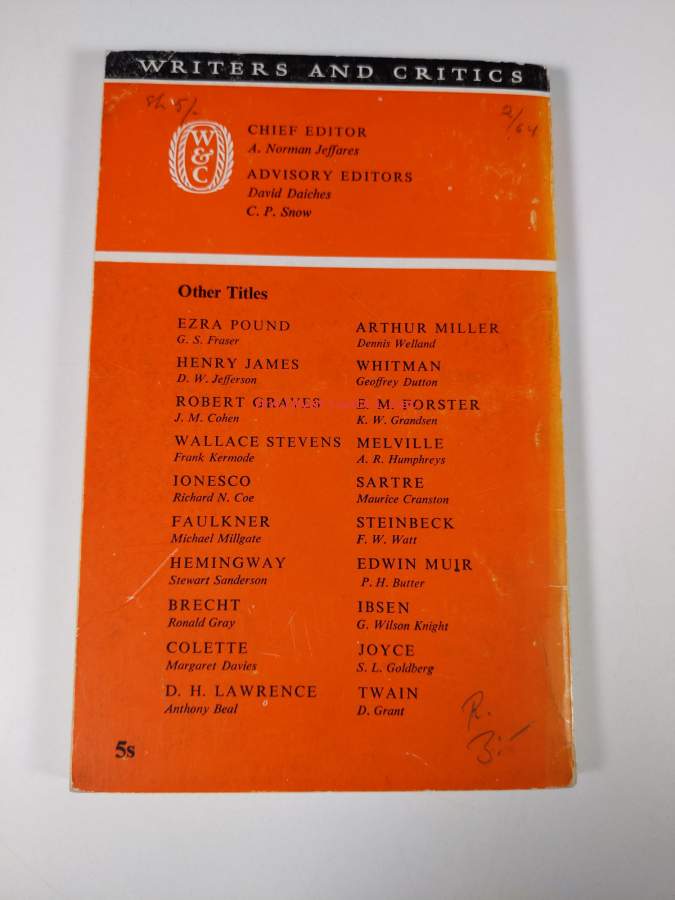 WRITERS AND CRITICS
sh 5/-
2/64
W
&
C
CHIEF EDITOR
A. Norman Jeffares
ADVISORY EDITORS
David Daiches
C. P. Snow
Other Titles
EZRA POUND
G. S. Fraser
HENRY JAMES
D. W. Jefferson
ROBERT GRAVES
J. M. Cohen
WALLACE STEVENS
Frank Kermode
IONESCO
Richard N. Coe
FAULKNER
Michael Millgate
HEMINGWAY
Stewart Sanderson
BRECHT
Ronald Gray
COLETTE
Margaret Davies
D. H. LAWRENCE
Anthony Beal
ARTHUR MILLER
Dennis Welland
WHITMAN
Geoffrey Dutton
E. M. FORSTER
K. W. Grandsen
MELVILLE
A. R. Humphreys
SARTRE
Maurice Cranston
STEINBECK
F. W. Watt
EDWIN MUIR
P. H. Butter
IBSEN
G. Wilson Knight
JOYCE
S. L. Goldberg
TWAIN
D. Grant
R.
3:-
5s